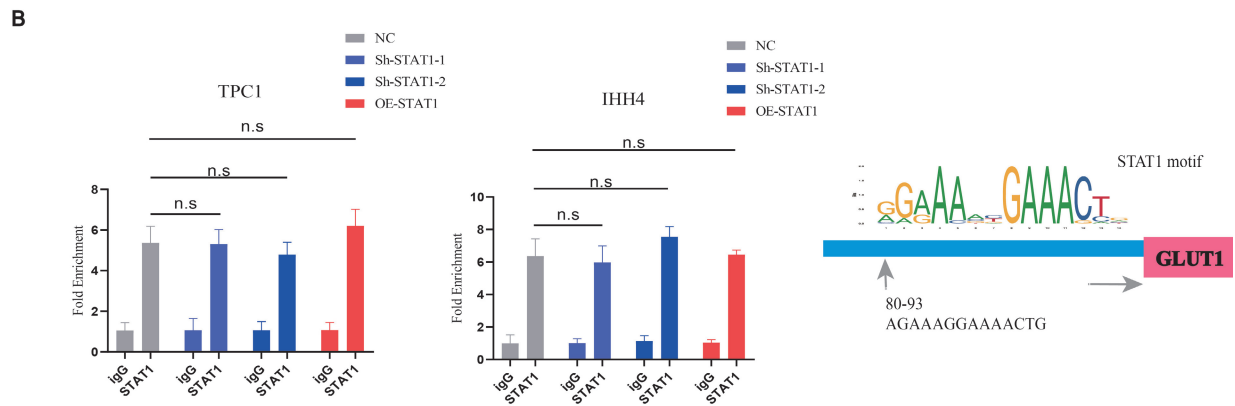 B
NC
Sh-STAT1-1
Sh-STAT1-2
OE-STAT1
TPC1
n.s
n.s
n.s
Fold Enrichment
8
6
4
2
0
igG
STAT1
igG
STAT1
igG
STAT1
igG
STAT1
NC
Sh-STAT1-1
Sh-STAT1-2
OE-STAT1
IHH4
n.s
n.s
n.s
Fold Enrichment
10
8
6
4
2
0
igG
STAT1
igG
STAT1
igG
STAT1
igG
STAT1
STAT1 motif
GLUT1
80-93
AGAAAGGAAAACTG